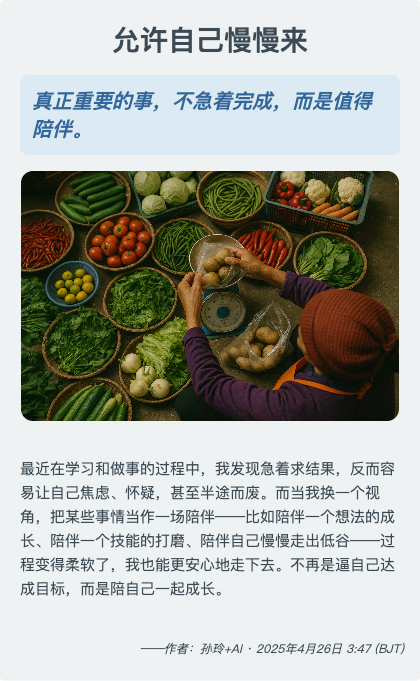 允许自己慢慢来
真正重要的事，不急着完成，而是值得
陪伴。
最近在学习和做事的过程中，我发现急着求结果，反而容
易让自己焦虑、怀疑，甚至半途而废。而当我换一个视
角，把某些事情当作一场陪伴——比如陪伴一个想法的成
长、陪伴一个技能的打磨、陪伴自己慢慢走出低谷——过
程变得柔软了，我也能更安心地走下去。不再是逼自己达
成目标，而是陪自己一起成长。
——作者：孙玲+AI · 2025年4月26日 3:47 (BJT)